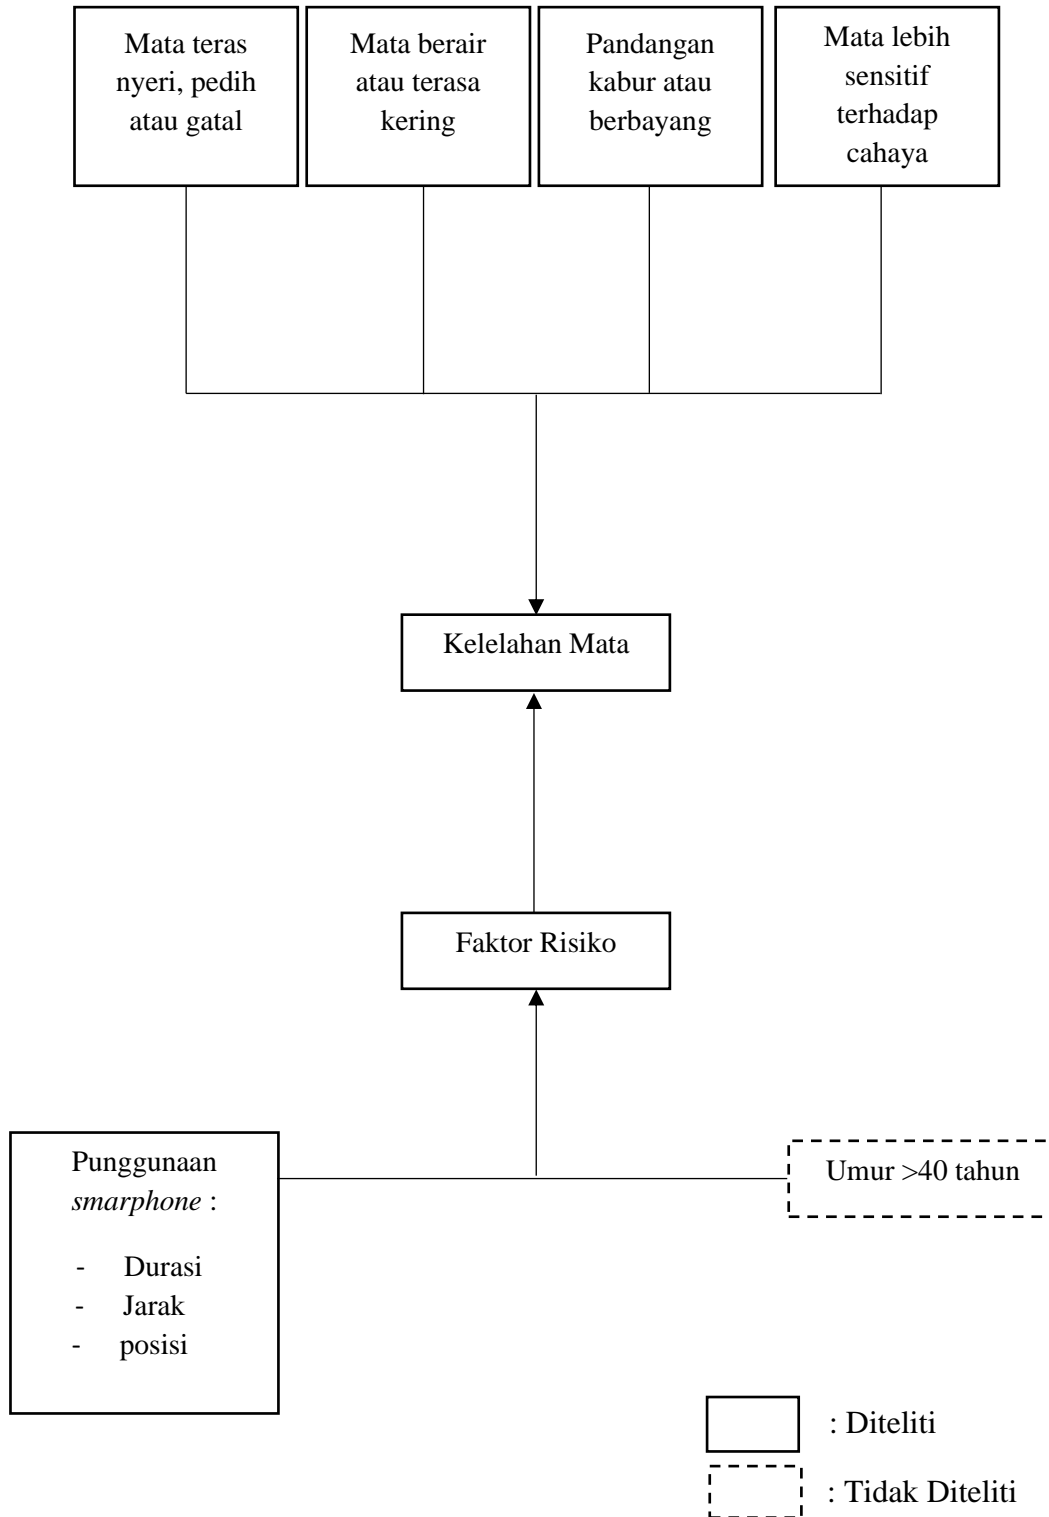 Mata teras
nyeri, pedih
atau gatal
Mata berair
atau terasa
kering
Pandangan
kabur atau
berbayang
Mata lebih
sensitif
terhadap
cahaya
Kelelahan Mata
Faktor Risiko
Punggunaan
smarphone :
- Durasi
- Jarak
- posisi
Umur >40 tahun
: Diteliti
: Tidak Diteliti